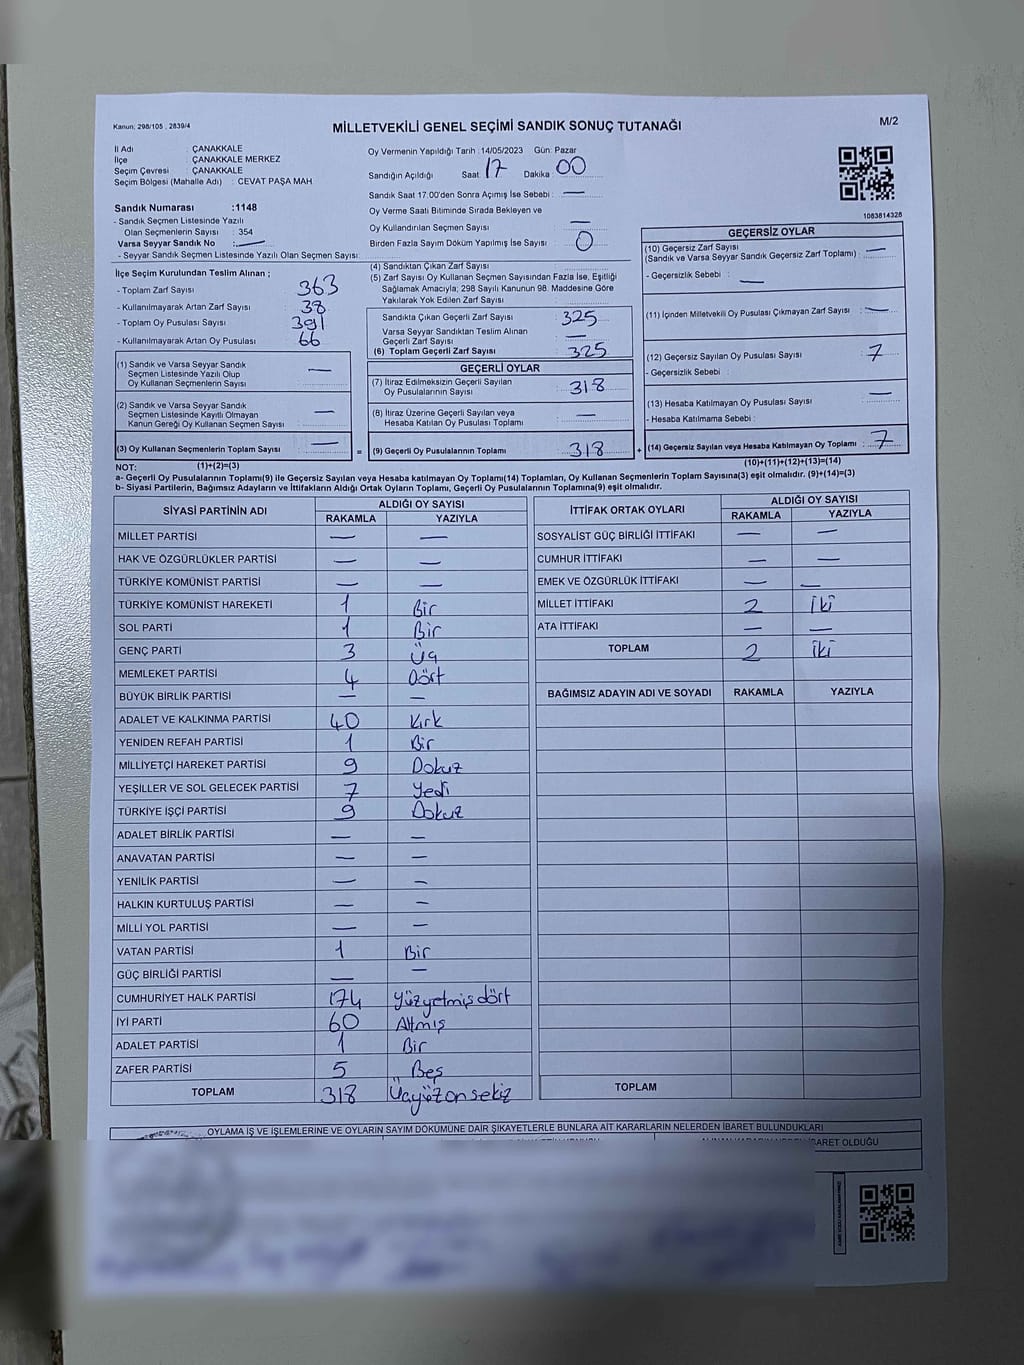 Kanun: 298/105 , 2839/4
MİLLETVEKİLİ GENEL SEÇİMİ SANDIK SONUÇ TUTANAĞI
M/2
İl Adı : ÇANAKKALE
İlçe : ÇANAKKALE MERKEZ
Seçim Çevresi : ÇANAKKALE
Seçim Bölgesi (Mahalle Adı) : CEVAT PAŞA MAH
Sandık Numarası :1148
- Sandık Seçmen Listesinde Yazılı
Olan Seçmenlerin Sayısı : 354
Varsa Seyyar Sandık No : —
- Seyyar Sandık Seçmen Listesinde Yazılı Olan Seçmen Sayısı:
Oy Vermenin Yapıldığı Tarih : 14/05/2023 Gün: Pazar
Sandığın Açıldığı Saat 17 Dakika 00
Sandık Saat 17:00'den Sonra Açımış İse Sebebi : —
Oy Verme Saati Bitiminde Sırada Bekleyen ve
Oy Kullandırılan Seçmen Sayısı : —
Birden Fazla Sayım Döküm Yapılmış İse Sayısı : 0
1083814328
İlçe Seçim Kurulundan Teslim Alınan ;
- Toplam Zarf Sayısı 363
- Kullanılmayarak Artan Zarf Sayısı : 38
- Toplam Oy Pusulası Sayısı 391
- Kullanılmayarak Artan Oy Pusulası 66
(1) Sandık ve Varsa Seyyar Sandık
Seçmen Listesinde Yazılı Olup
Oy Kullanan Seçmenlerin Sayısı : —
(2) Sandık ve Varsa Seyyar Sandık
Seçmen Listesinde Kayıtlı Olmayan
Kanun Gereği Oy Kullanan Seçmen Sayısı : —
(3) Oy Kullanan Seçmenlerin Toplam Sayısı : —
(4) Sandıktan Çıkan Zarf Sayısı :
(5) Zarf Sayısı Oy Kullanan Seçmen Sayısından Fazla İse, Eşitliği
Sağlamak Amacıyla; 298 Sayılı Kanunun 98. Maddesine Göre
Yakılarak Yok Edilen Zarf Sayısı :
Sandıkta Çıkan Geçerli Zarf Sayısı : 325
Varsa Seyyar Sandıktan Teslim Alınan
Geçerli Zarf Sayısı : —
(6) Toplam Geçerli Zarf Sayısı : 325
GEÇERLİ OYLAR
(7) İtiraz Edilmeksizin Geçerli Sayılan
Oy Pusulalarının Sayısı : 318
(8) İtiraz Üzerine Geçerli Sayılan veya
Hesaba Katılan Oy Pusulası Toplamı : —
= (9) Geçerli Oy Pusulalarının Toplamı : 318
GEÇERSİZ OYLAR
(10) Geçersiz Zarf Sayısı
(Sandık ve Varsa Seyyar Sandık Geçersiz Zarf Toplamı) : —
- Geçersizlik Sebebi : —
(11) İçinden Milletvekili Oy Pusulası Çıkmayan Zarf Sayısı : —
(12) Geçersiz Sayılan Oy Pusulası Sayısı : 7
- Geçersizlik Sebebi :
(13) Hesaba Katılmayan Oy Pusulası Sayısı : —
- Hesaba Katılmama Sebebi :
+ (14) Geçersiz Sayılan veya Hesaba Katılmayan Oy Toplamı : 7
NOT: (1)+(2)=(3)
(10)+(11)+(12)+(13)=(14)
a- Geçerli Oy Pusulasının Toplamı(9) ile Geçersiz Sayılan veya Hesaba katılmayan Oy Toplamı(14) Toplamları, Oy Kullanan Seçmenlerin Toplam Sayısına(3) eşit olmalıdır. (9)+(14)=(3)
b- Siyasi Partilerin, Bağımsız Adayların ve İttifakların Aldığı Oyların Toplamı, Geçerli Oy Pusulalarının Toplamına(9) eşit olmalıdır.
SİYASİ PARTİNİN ADI
ALDIĞI OY SAYISI
RAKAMLA YAZIYLA
MİLLET PARTİSİ — —
HAK VE ÖZGÜRLÜKLER PARTİSİ — —
TÜRKİYE KOMÜNİST PARTİSİ — —
TÜRKİYE KOMÜNİST HAREKETİ 1 Bir
SOL PARTİ 1 Bir
GENÇ PARTİ 3 Üç
MEMLEKET PARTİSİ 4 Dört
BÜYÜK BİRLİK PARTİSİ — —
ADALET VE KALKINMA PARTİSİ 40 Kırk
YENİDEN REFAH PARTİSİ 1 Bir
MİLLİYETÇİ HAREKET PARTİSİ 9 Dokuz
YEŞİLLER VE SOL GELECEK PARTİSİ 7 Yedi
TÜRKİYE İŞÇİ PARTİSİ 9 Dokuz
ADALET BİRLİK PARTİSİ — —
ANAVATAN PARTİSİ — —
YENİLİK PARTİSİ — —
HALKIN KURTULUŞ PARTİSİ — —
MİLLİ YOL PARTİSİ — —
VATAN PARTİSİ 1 Bir
GÜÇ BİRLİĞİ PARTİSİ — —
CUMHURİYET HALK PARTİSİ 174 Yüzyetmişdört
İYİ PARTİ 60 Altmış
ADALET PARTİSİ 1 Bir
ZAFER PARTİSİ 5 Beş
TOPLAM 318 Üçyüzonsekiz
İTTİFAK ORTAK OYLARI
ALDIĞI OY SAYISI
RAKAMLA YAZIYLA
SOSYALİST GÜÇ BİRLİĞİ İTTİFAKI — —
CUMHUR İTTİFAKI — —
EMEK VE ÖZGÜRLÜK İTTİFAKI — —
MİLLET İTTİFAKI 2 İki
ATA İTTİFAKI — —
TOPLAM 2 İki
BAĞIMSIZ ADAYIN ADI VE SOYADI RAKAMLA YAZIYLA
TOPLAM
OYLAMA İŞ VE İŞLEMLERİNE VE OYLARIN SAYIM DÖKÜMÜNE DAİR ŞİKAYETLERLE BUNLARA AİT KARARLARIN NELERDEN İBARET BULUNDUKLARI
İBARET OLDUĞU